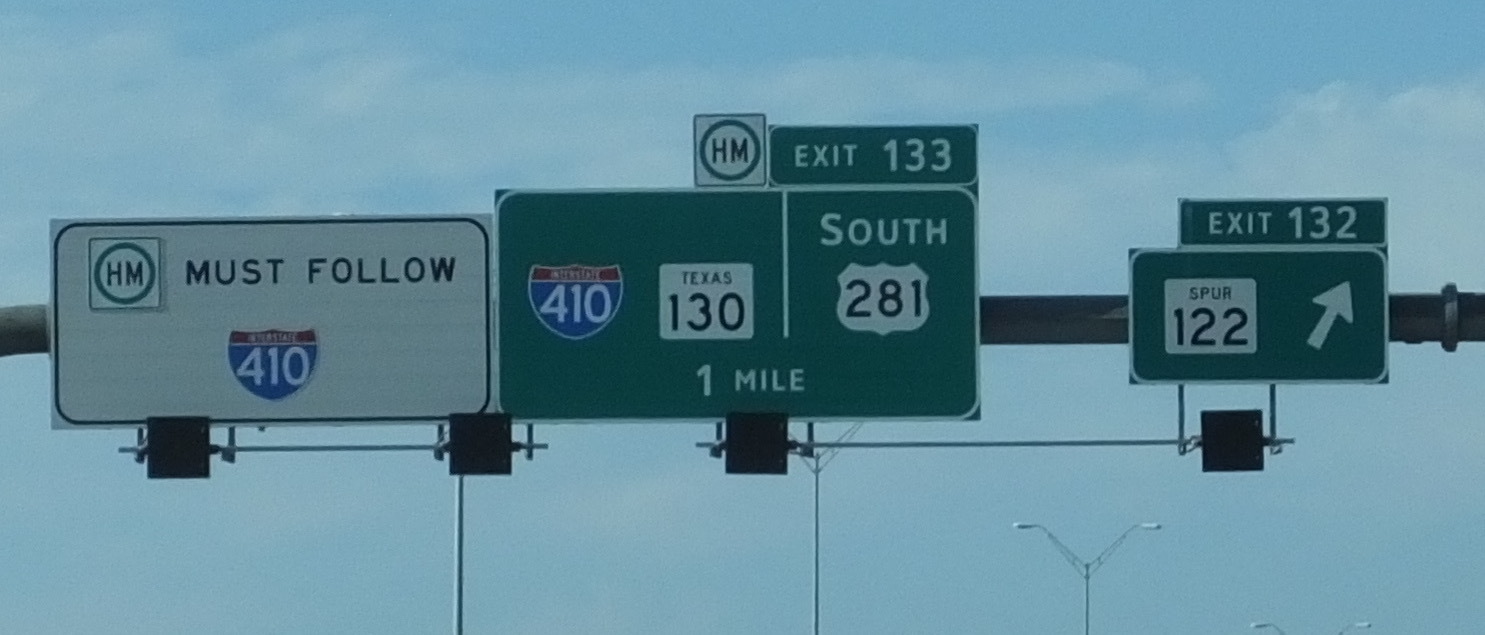 HM MUST FOLLOW
INTERSTATE
410
HM
EXIT 133
INTERSTATE
410
TEXAS
130
SOUTH
281
1 MILE
EXIT 132
SPUR
122